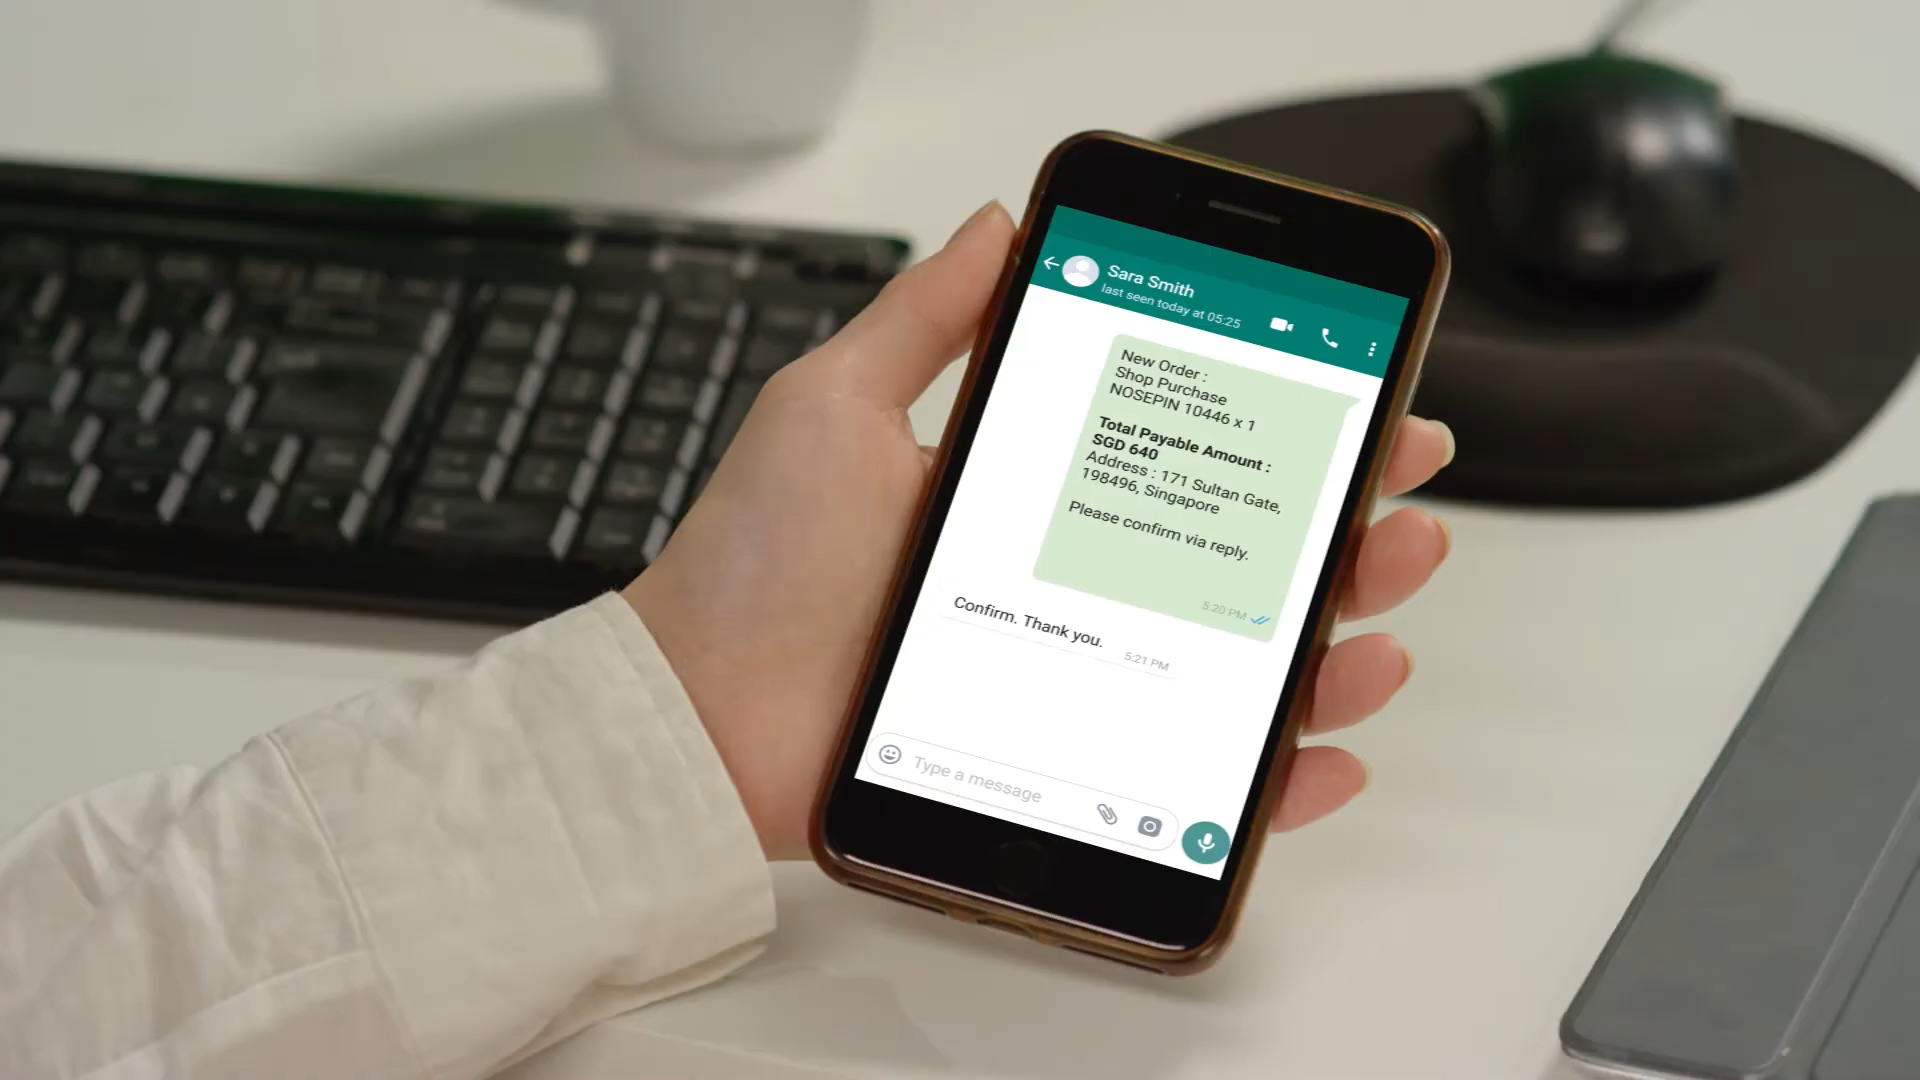 Sara Smith
last seen today at 05:25
New Order :
Shop Purchase
NOSEPIN 10446 x 1
Total Payable Amount :
SGD 640
Address : 171 Sultan Gate,
198496, Singapore
Please confirm via reply.
5:20 PM
Confirm. Thank you.
5:21 PM
Type a message